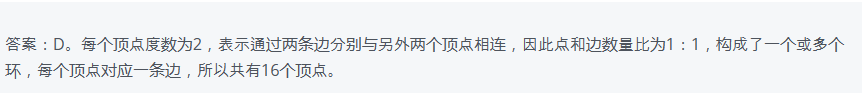 答案：D。每个顶点度数为2，表示通过两条边分别与另外两个顶点相连，因此点和边数量比为1：1，构成了一个或多个
环，每个顶点对应一条边，所以共有16个顶点。